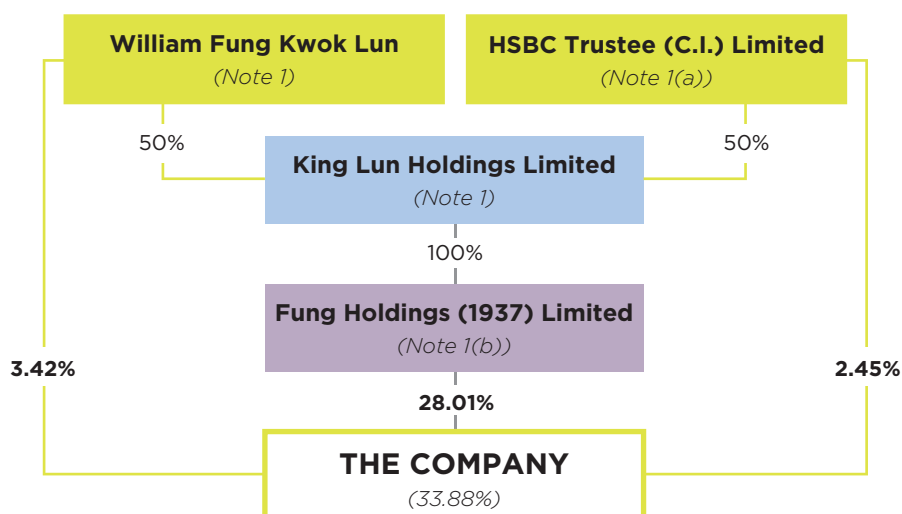 William Fung Kwok Lun
(Note 1)
HSBC Trustee (C.I.) Limited
(Note 1(a))
50%
50%
King Lun Holdings Limited
(Note 1)
100%
Fung Holdings (1937) Limited
(Note 1(b))
3.42%
2.45%
28.01%
THE COMPANY
(33.88%)